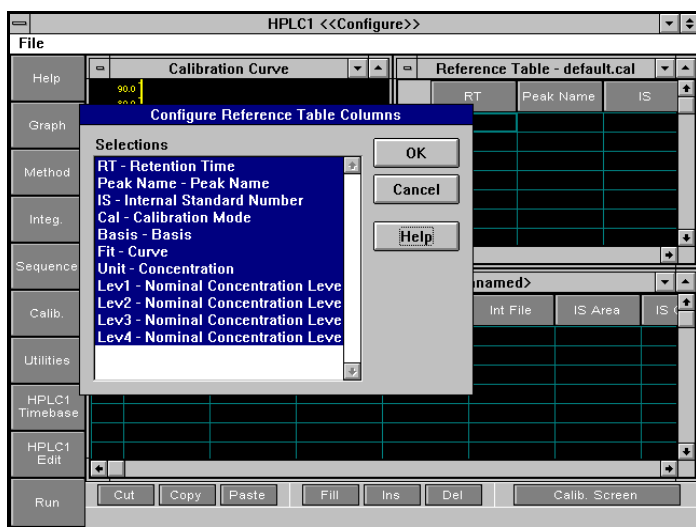 HPLC1 <<Configure>>
File
Help
Graph
Method
Integ.
Sequence
Calib.
Utilities
HPLC1
Timebase
HPLC1
Edit
Run
Calibration Curve
90.0
Reference Table - default.cal
RT Peak Name IS
Configure Reference Table Columns
Selections
RT - Retention Time
Peak Name - Peak Name
IS - Internal Standard Number
Cal - Calibration Mode
Basis - Basis
Fit - Curve
Unit - Concentration
Lev1 - Nominal Concentration Leve
Lev2 - Nominal Concentration Leve
Lev3 - Nominal Concentration Leve
Lev4 - Nominal Concentration Leve
OK
Cancel
Help
named>
Int File IS Area IS
Cut Copy Paste Fill Ins Del Calib. Screen